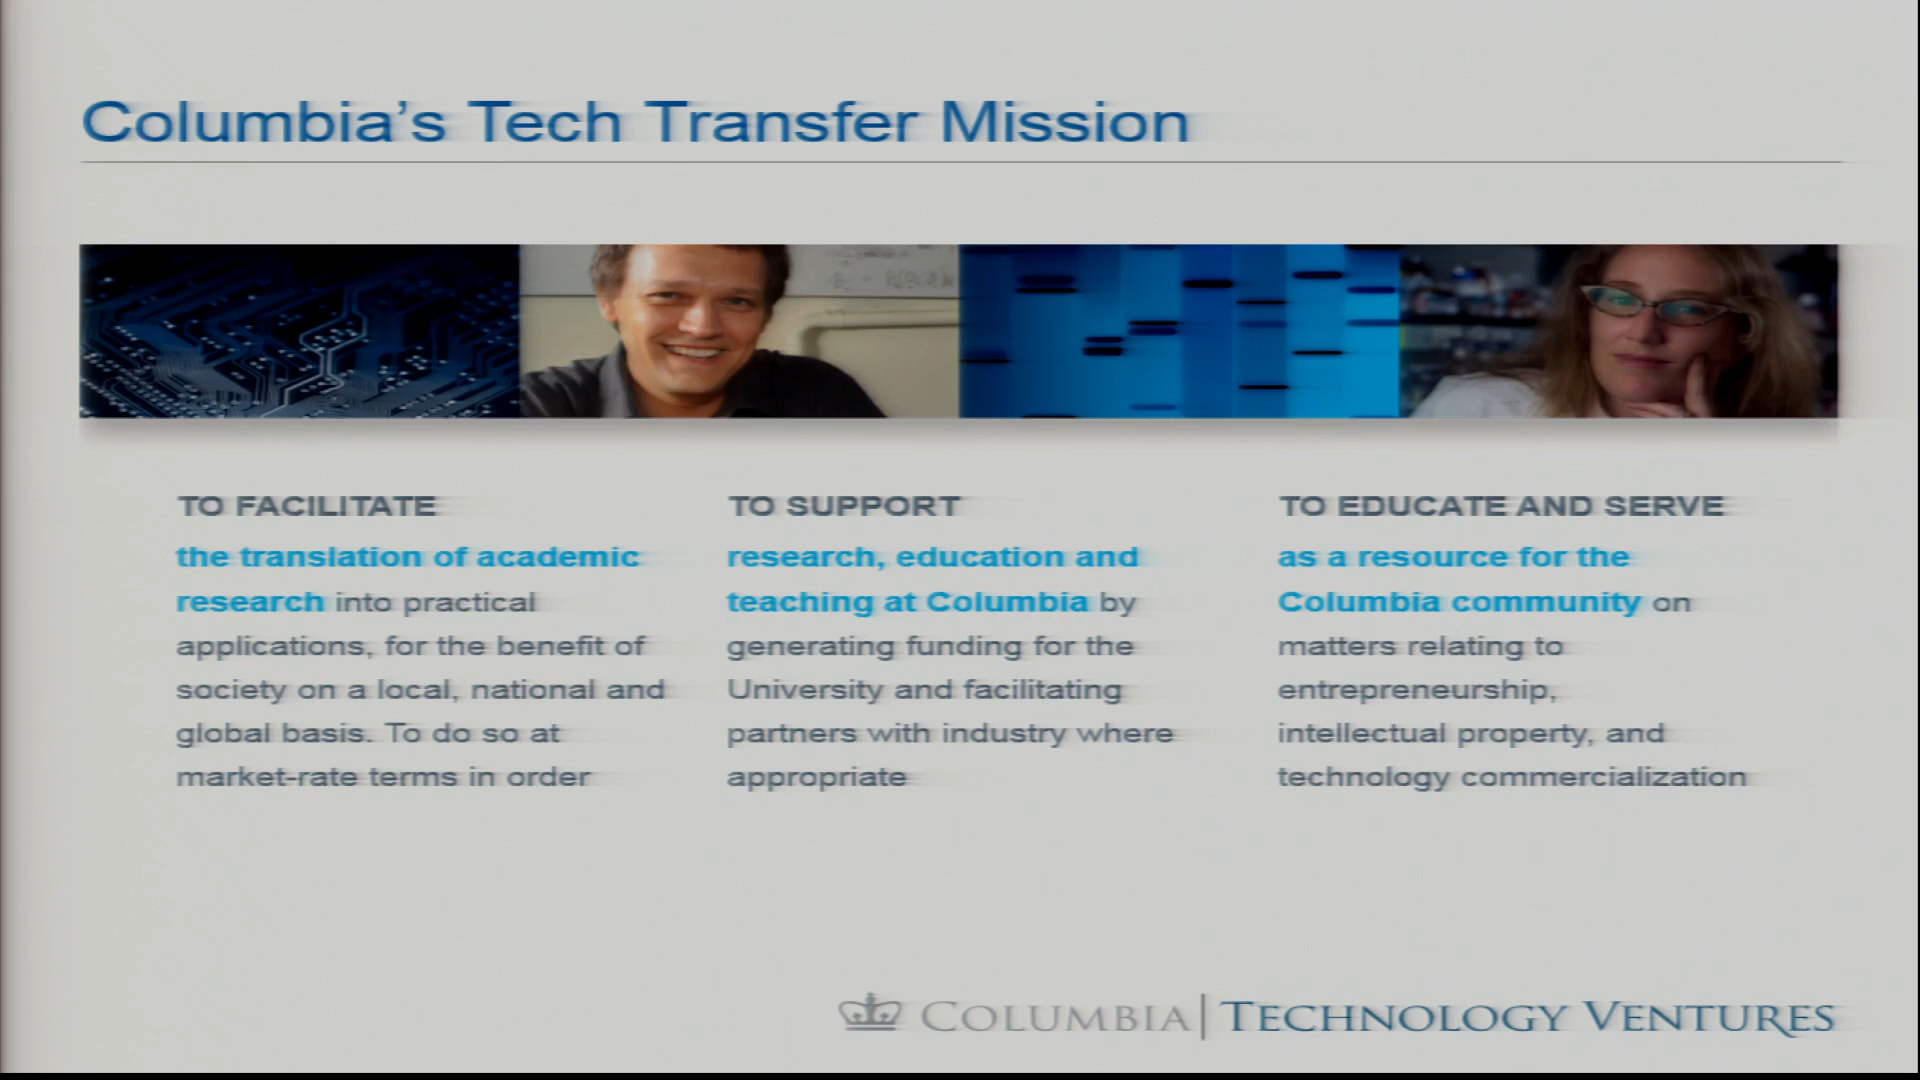 Columbia's Tech Transfer Mission
TO FACILITATE
the translation of academic
research into practical
applications, for the benefit of
society on a local, national and
global basis. To do so at
market-rate terms in order
TO SUPPORT
research, education and
teaching at Columbia by
generating funding for the
University and facilitating
partners with industry where
appropriate
TO EDUCATE AND SERVE
as a resource for the
Columbia community on
matters relating to
entrepreneurship,
intellectual property, and
technology commercialization
COLUMBIA | TECHNOLOGY VENTURES